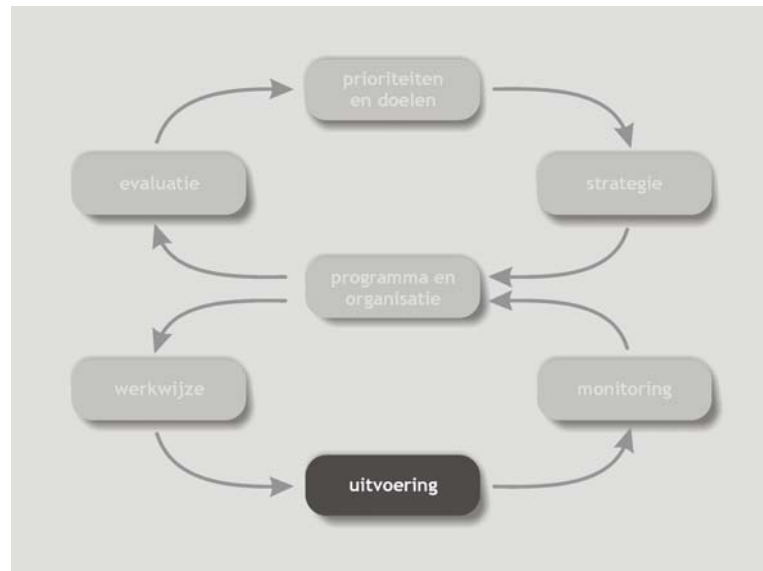 prioriteiten
en doelen
evaluatie
strategie
programma en
organisatie
werkwijze
monitoring
uitvoering